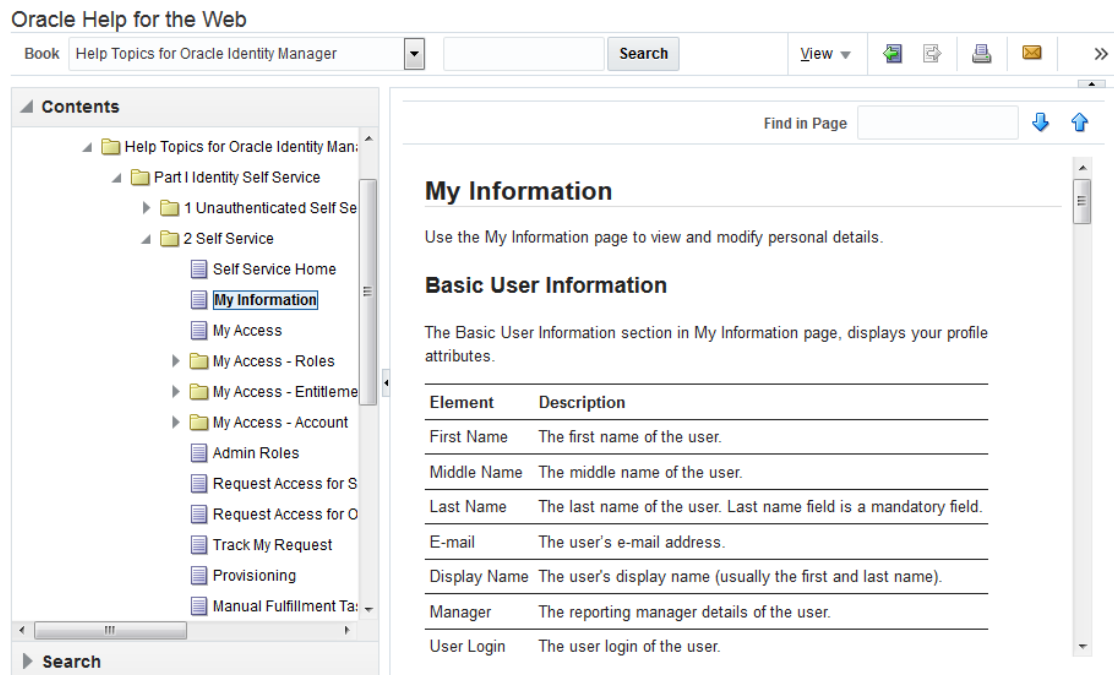 Oracle Help for the Web
Book Help Topics for Oracle Identity Manager Search View »
Contents
Help Topics for Oracle Identity Man
Part I Identity Self Service
1 Unauthenticated Self Se
2 Self Service
Self Service Home
My Information
My Access
My Access - Roles
My Access - Entitleme
My Access - Account
Admin Roles
Request Access for S
Request Access for O
Track My Request
Provisioning
Manual Fulfillment Ta
Search
Find in Page
My Information
Use the My Information page to view and modify personal details.
Basic User Information
The Basic User Information section in My Information page, displays your profile
attributes.
Element Description
First Name The first name of the user.
Middle Name The middle name of the user.
Last Name The last name of the user. Last name field is a mandatory field.
E-mail The user's e-mail address.
Display Name The user's display name (usually the first and last name).
Manager The reporting manager details of the user.
User Login The user login of the user.